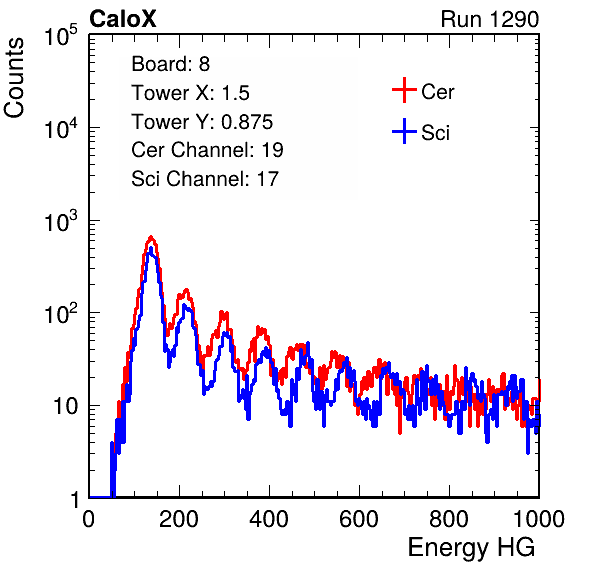 CaloX Run 1290
Counts
10^5
10^4
10^3
10^2
10
1
Board: 8
Tower X: 1.5
Tower Y: 0.875
Cer Channel: 19
Sci Channel: 17
Cer
Sci
0 200 400 600 800 1000
Energy HG